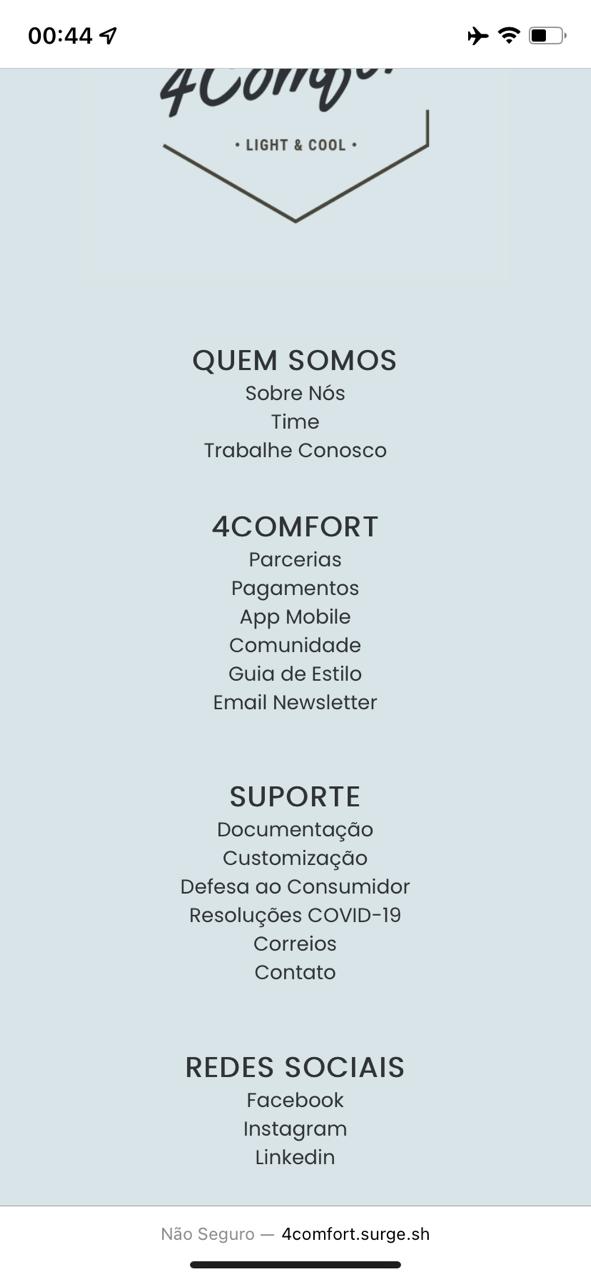 00:44
• LIGHT & COOL •
QUEM SOMOS
Sobre Nós
Time
Trabalhe Conosco
4COMFORT
Parcerias
Pagamentos
App Mobile
Comunidade
Guia de Estilo
Email Newsletter
SUPORTE
Documentação
Customização
Defesa ao Consumidor
Resoluções COVID-19
Correios
Contato
REDES SOCIAIS
Facebook
Instagram
Linkedin
Não Seguro — 4comfort.surge.sh